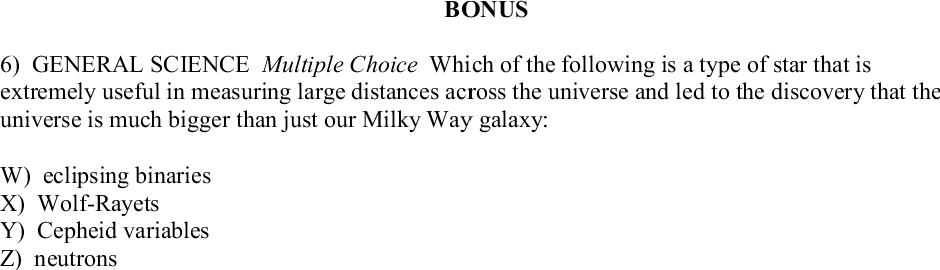 BONUS
6) GENERAL SCIENCE Multiple Choice Which of the following is a type of star that is
extremely useful in measuring large distances across the universe and led to the discovery that the
universe is much bigger than just our Milky Way galaxy:
W) eclipsing binaries
X) Wolf-Rayets
Y) Cepheid variables
Z) neutrons